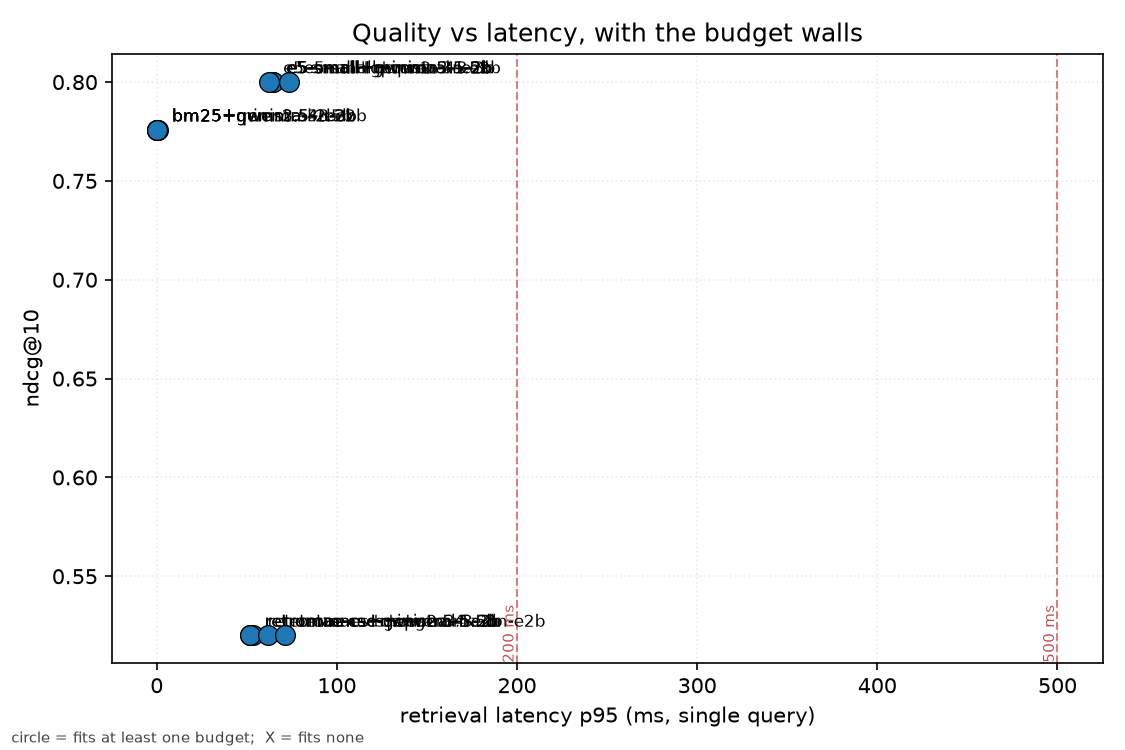 Quality vs latency, with the budget walls
0.80
0.75
0.70
0.65
0.60
0.55
ndcg@10
200 ms
500 ms
0 100 200 300 400 500
retrieval latency p95 (ms, single query)
circle = fits at least one budget; X = fits none